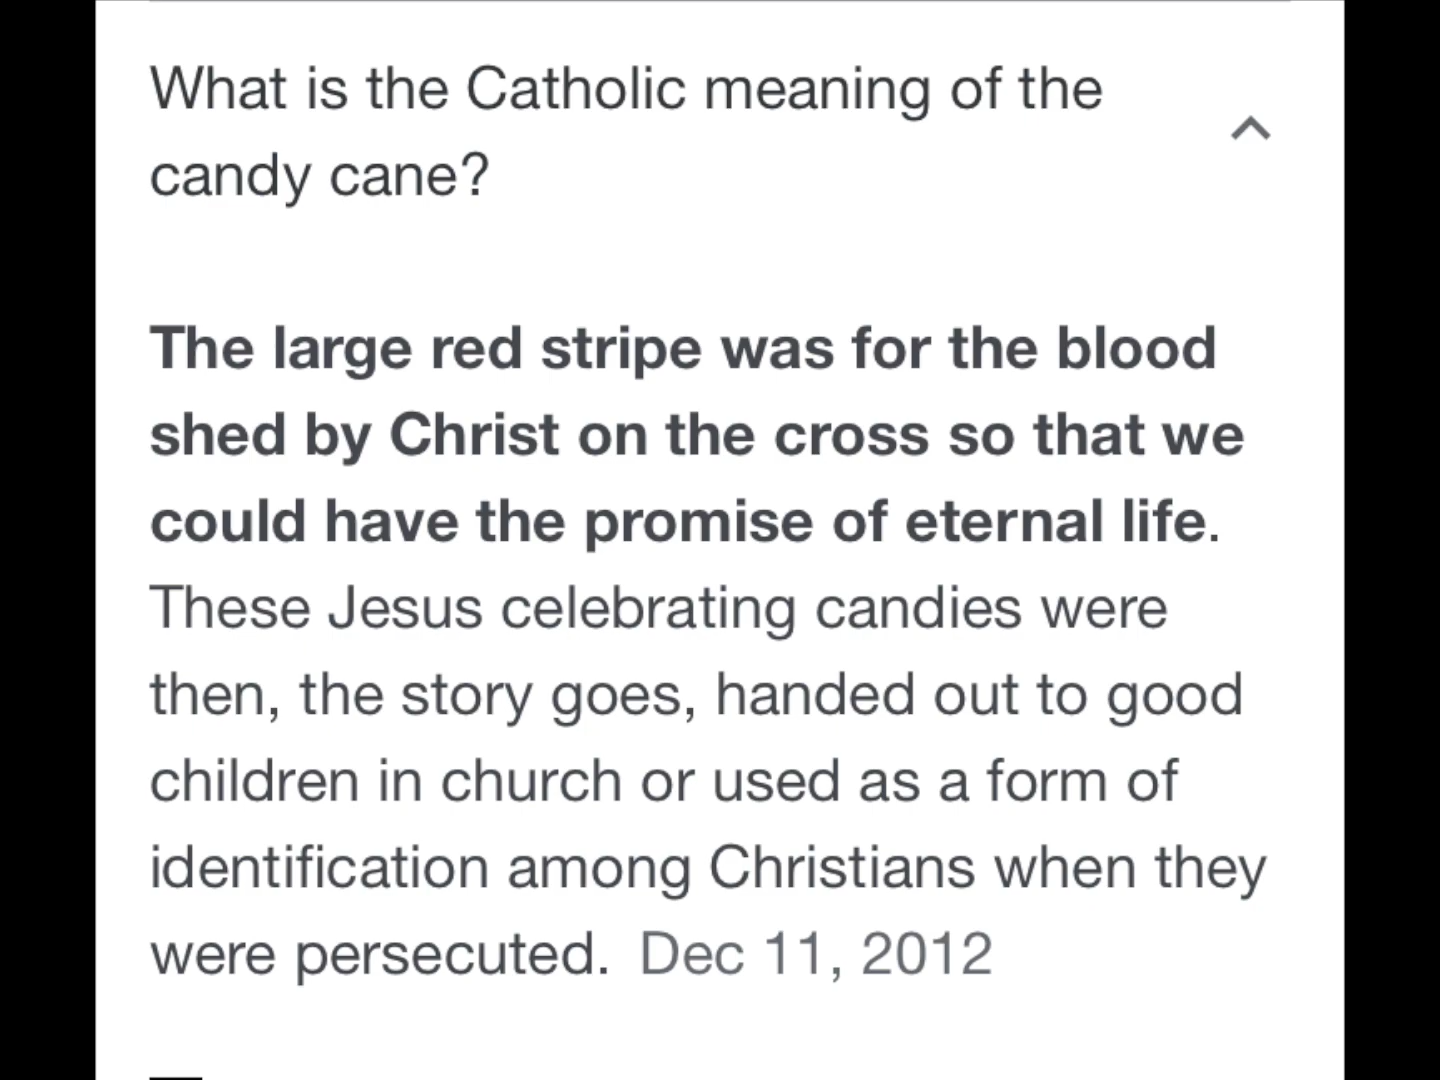 What is the Catholic meaning of the
candy cane?
The large red stripe was for the blood
shed by Christ on the cross so that we
could have the promise of eternal life.
These Jesus celebrating candies were
then, the story goes, handed out to good
children in church or used as a form of
identification among Christians when they
were persecuted. Dec 11, 2012